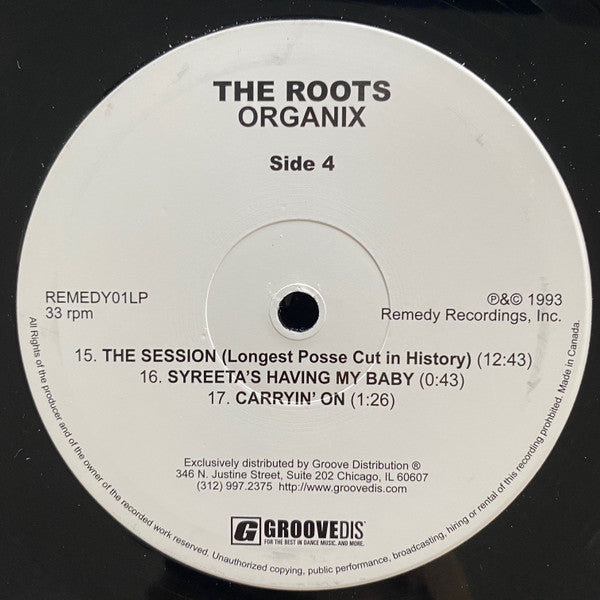 THE ROOTS
ORGANIX
Side 4
REMEDY01LP
33 rpm
℗&© 1993
Remedy Recordings, Inc.
15. THE SESSION (Longest Posse Cut in History) (12:43)
16. SYREETA'S HAVING MY BABY (0:43)
17. CARRYIN' ON (1:26)
Exclusively distributed by Groove Distribution ®
346 N. Justine Street, Suite 202 Chicago, IL 60607
(312) 997.2375 http://www.groovedis.com
G GROOVEDIS
FOR THE BEST IN DANCE MUSIC, AND MORE.
All Rights of the producer and of the owner of the recorded work reserved. Unauthorized copying, public performance, broadcasting, hiring or rental of this recording prohibited. Made in Canada.